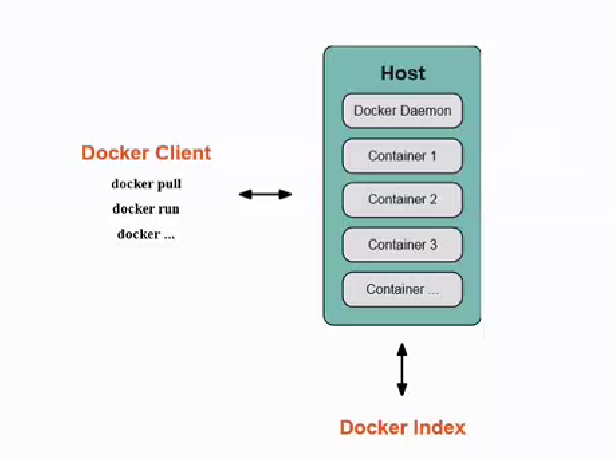 Docker Client
docker pull
docker run
docker ...
Host
Docker Daemon
Container 1
Container 2
Container 3
Container ...
Docker Index